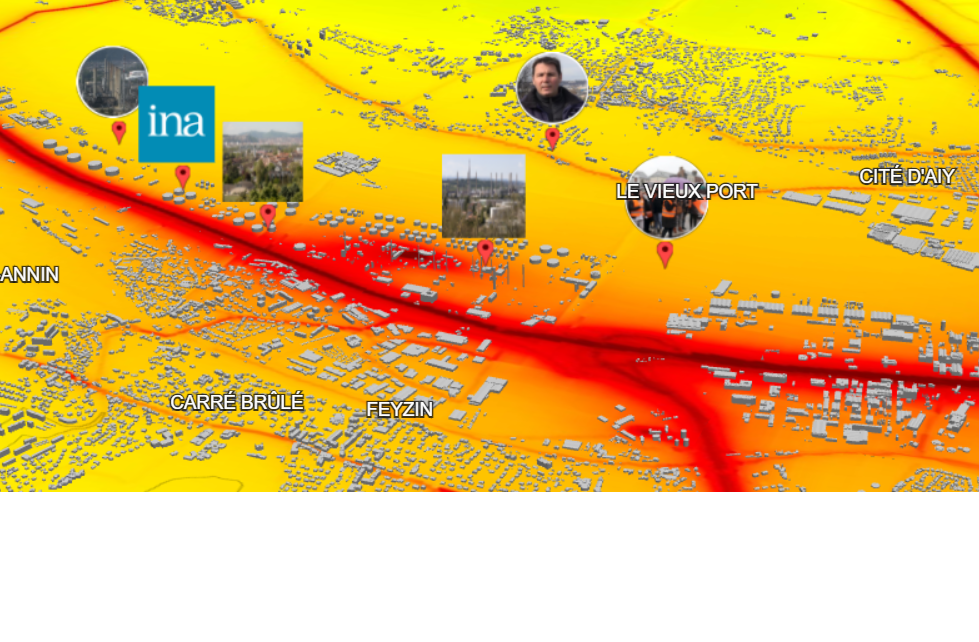 ina
LE VIEUX PORT
CITÉ D'AIY
ANNIN
CARRÉ BRÛLÉ
FEYZIN